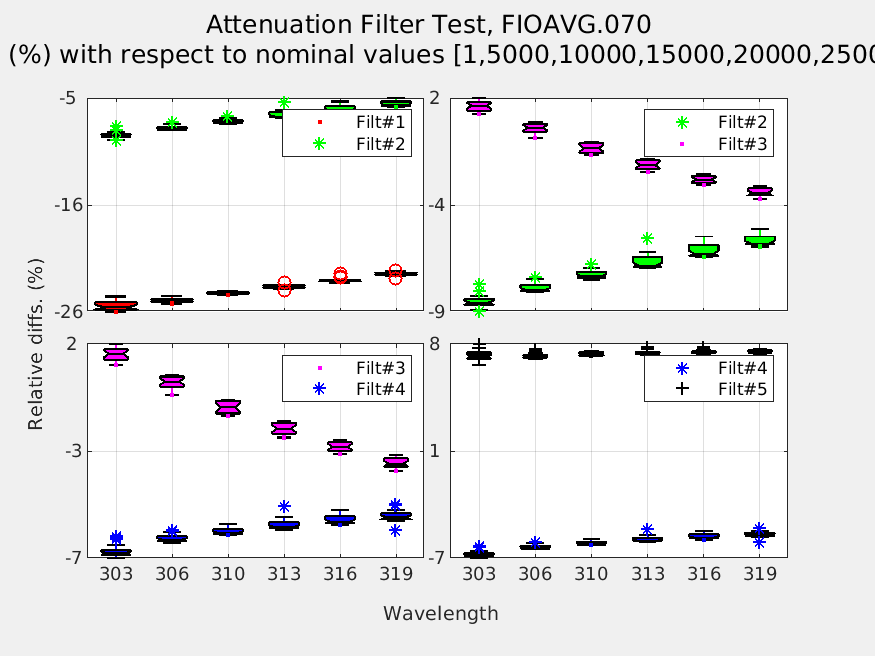 Attenuation Filter Test, FIOAVG.070
(%) with respect to nominal values [1,5000,10000,15000,20000,2500
-5
-16
-26
Filt#1
Filt#2
2
-4
-9
Filt#2
Filt#3
Relative diffs. (%)
2
-3
-7
Filt#3
Filt#4
303 306 310 313 316 319
8
1
-7
Filt#4
Filt#5
303 306 310 313 316 319
Wavelength